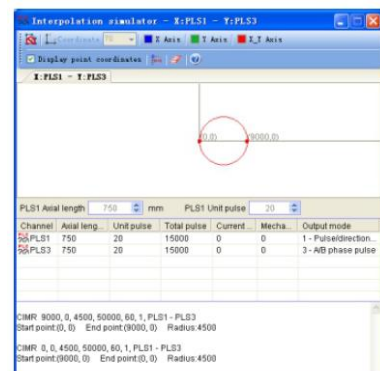 Interpolation simulator - X:PLS1 - Y:PLS3
Coordinate X Axis Y Axis X_Y Axis
Display point coordinates
X:PLS1 - Y:PLS3
(0,0) (9000,0)
PLS1 Axial length 750 mm PLS1 Unit pulse 20
Channel Axial leng... Unit pulse Total pulse Current ... Mecha... Output mode
PLS1 750 20 15000 0 0 1 - Pulse/direction...
PLS3 750 20 15000 0 0 3 - A/B phase pulse
CIMR 9000, 0, 4500, 50000, 60, 1, PLS1 - PLS3
Start point:(0, 0) End point:(9000, 0) Radius:4500
CIMR 0, 0, 4500, 50000, 60, 1, PLS1 - PLS3
Start point:(9000, 0) End point:(0, 0) Radius:4500